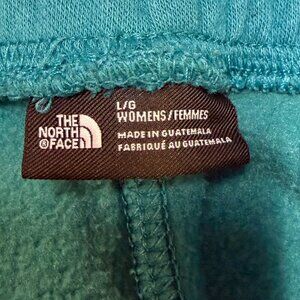 THE
NORTH
FACE
L/G
WOMENS/FEMMES
MADE IN GUATEMALA
FABRIQUÉ AU GUATEMALA